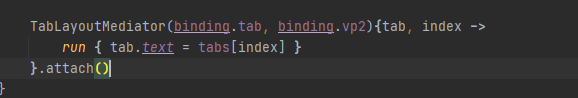 TabLayoutMediator(binding.tab, binding.vp2){tab, index ->
run { tab.text = tabs[index] }
}.attach()
}